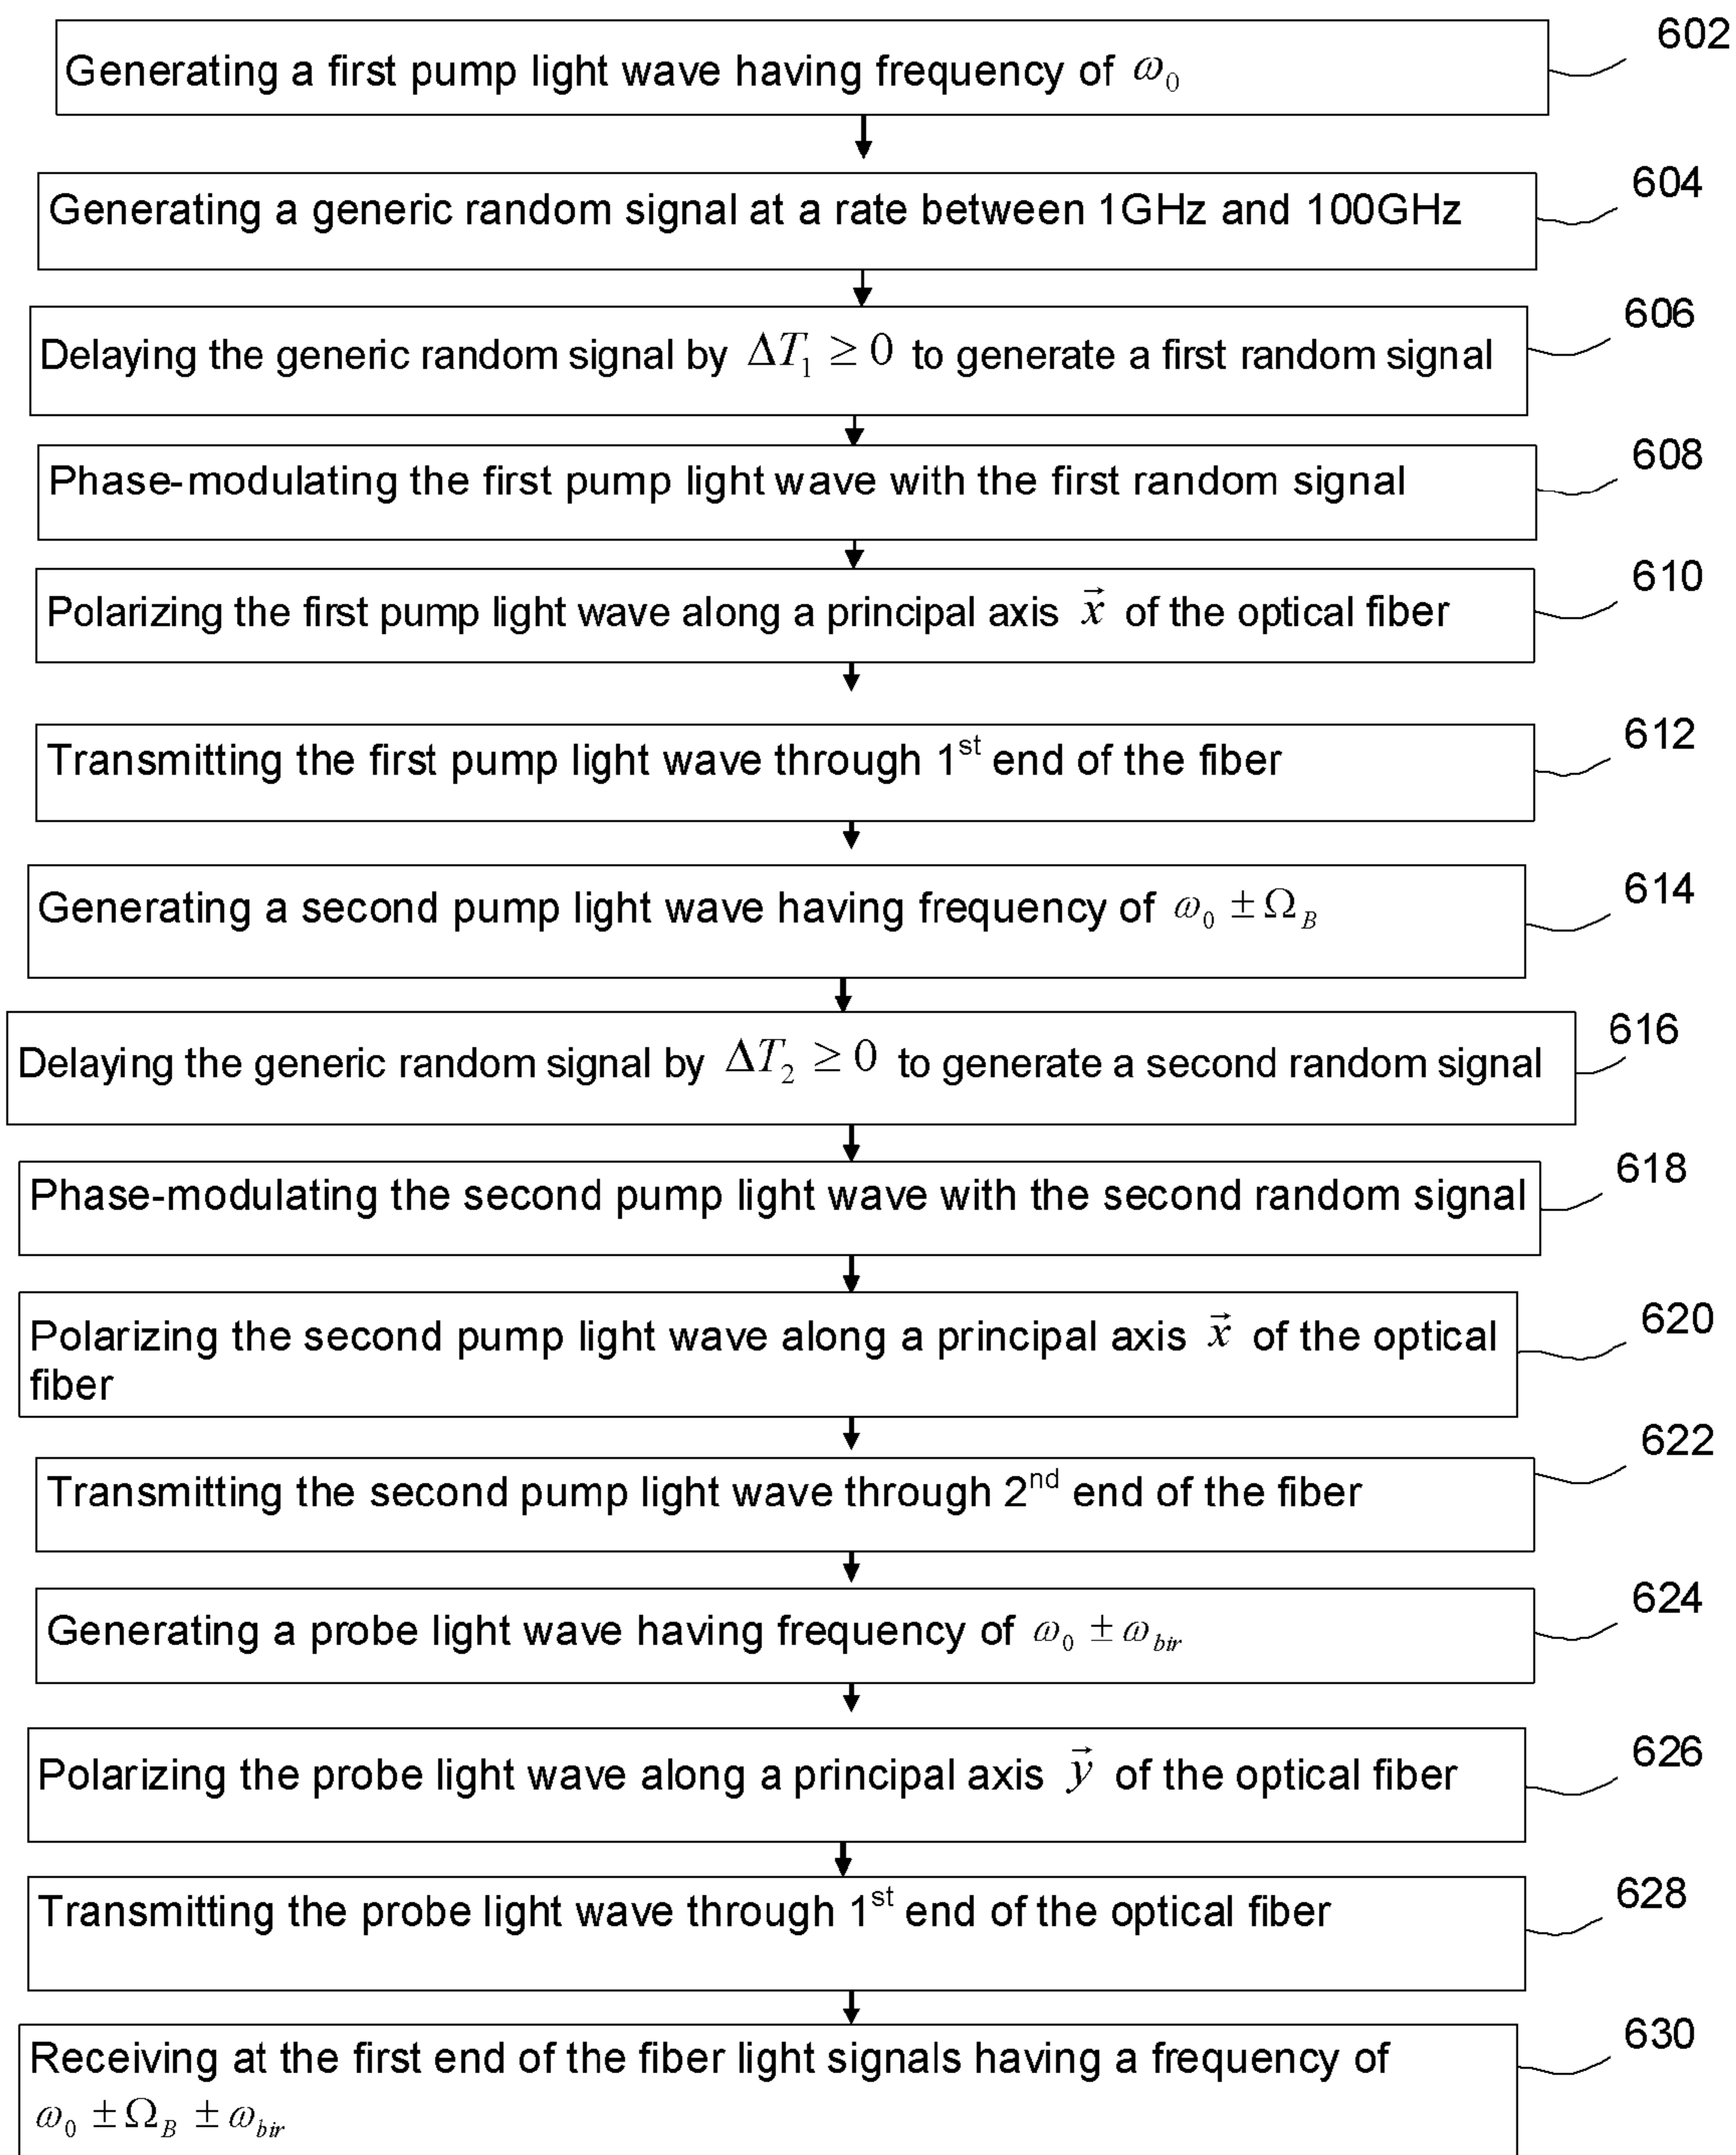 602
Generating a first pump light wave having frequency of ω₀
604
Generating a generic random signal at a rate between 1GHz and 100GHz
606
Delaying the generic random signal by ΔT₁ ≥ 0 to generate a first random signal
608
Phase-modulating the first pump light wave with the first random signal
610
Polarizing the first pump light wave along a principal axis x⃗ of the optical fiber
612
Transmitting the first pump light wave through 1st end of the fiber
614
Generating a second pump light wave having frequency of ω₀ ± Ω_B
616
Delaying the generic random signal by ΔT₂ ≥ 0 to generate a second random signal
618
Phase-modulating the second pump light wave with the second random signal
620
Polarizing the second pump light wave along a principal axis x⃗ of the optical
fiber
622
Transmitting the second pump light wave through 2nd end of the fiber
624
Generating a probe light wave having frequency of ω₀ ± ω_bir
626
Polarizing the probe light wave along a principal axis y⃗ of the optical fiber
628
Transmitting the probe light wave through 1st end of the optical fiber
630
Receiving at the first end of the fiber light signals having a frequency of
ω₀ ± Ω_B ± ω_bir